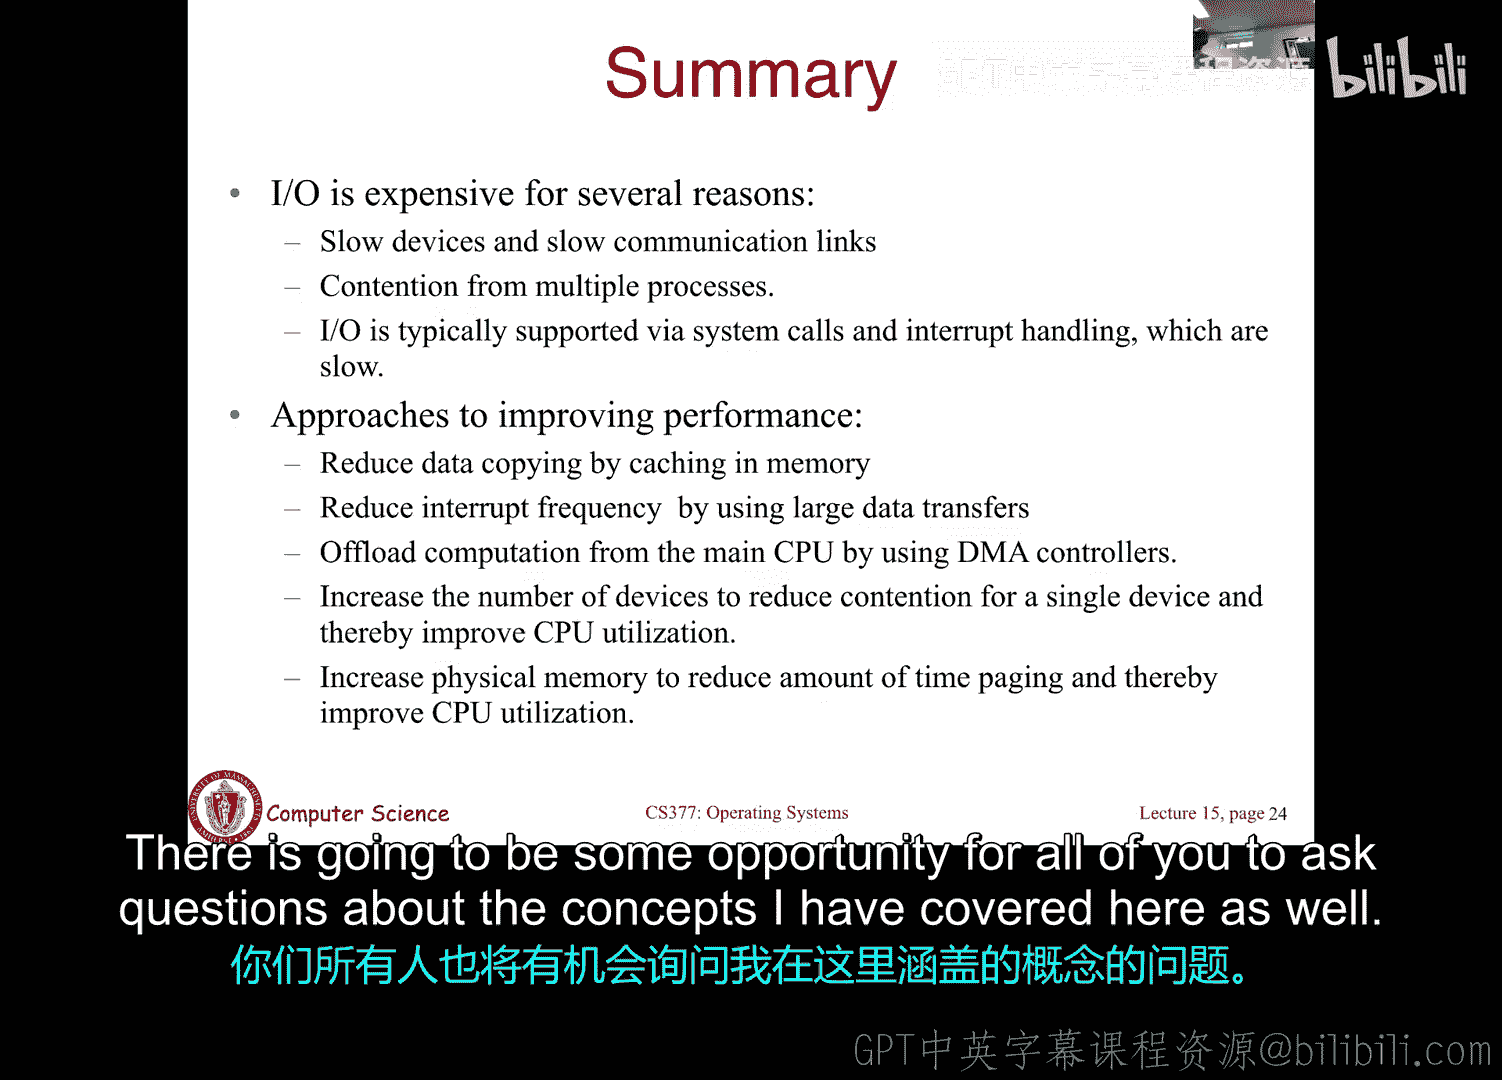 Summary
bilibili
• I/O is expensive for several reasons:
– Slow devices and slow communication links
– Contention from multiple processes.
– I/O is typically supported via system calls and interrupt handling, which are
slow.
• Approaches to improving performance:
– Reduce data copying by caching in memory
– Reduce interrupt frequency by using large data transfers
– Offload computation from the main CPU by using DMA controllers.
– Increase the number of devices to reduce contention for a single device and
thereby improve CPU utilization.
– Increase physical memory to reduce amount of time paging and thereby
improve CPU utilization.
Computer Science
CS377: Operating Systems
Lecture 15, page 24
There is going to be some opportunity for all of you to ask
questions about the concepts I have covered here as well.
你们所有人也将有机会询问我在这里涵盖的概念的问题。
GPT中英字幕课程资源@bilibili.com